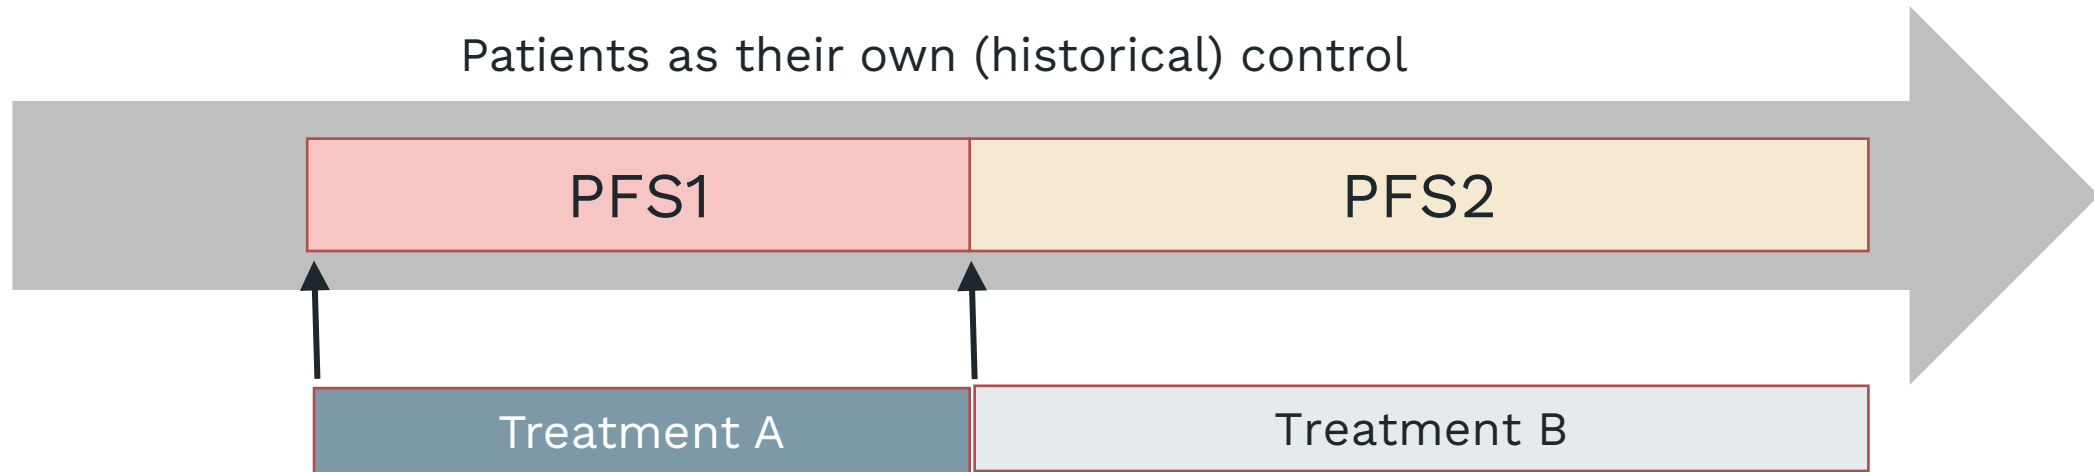 Patients as their own (historical) control
PFS1
PFS2
Treatment A
Treatment B